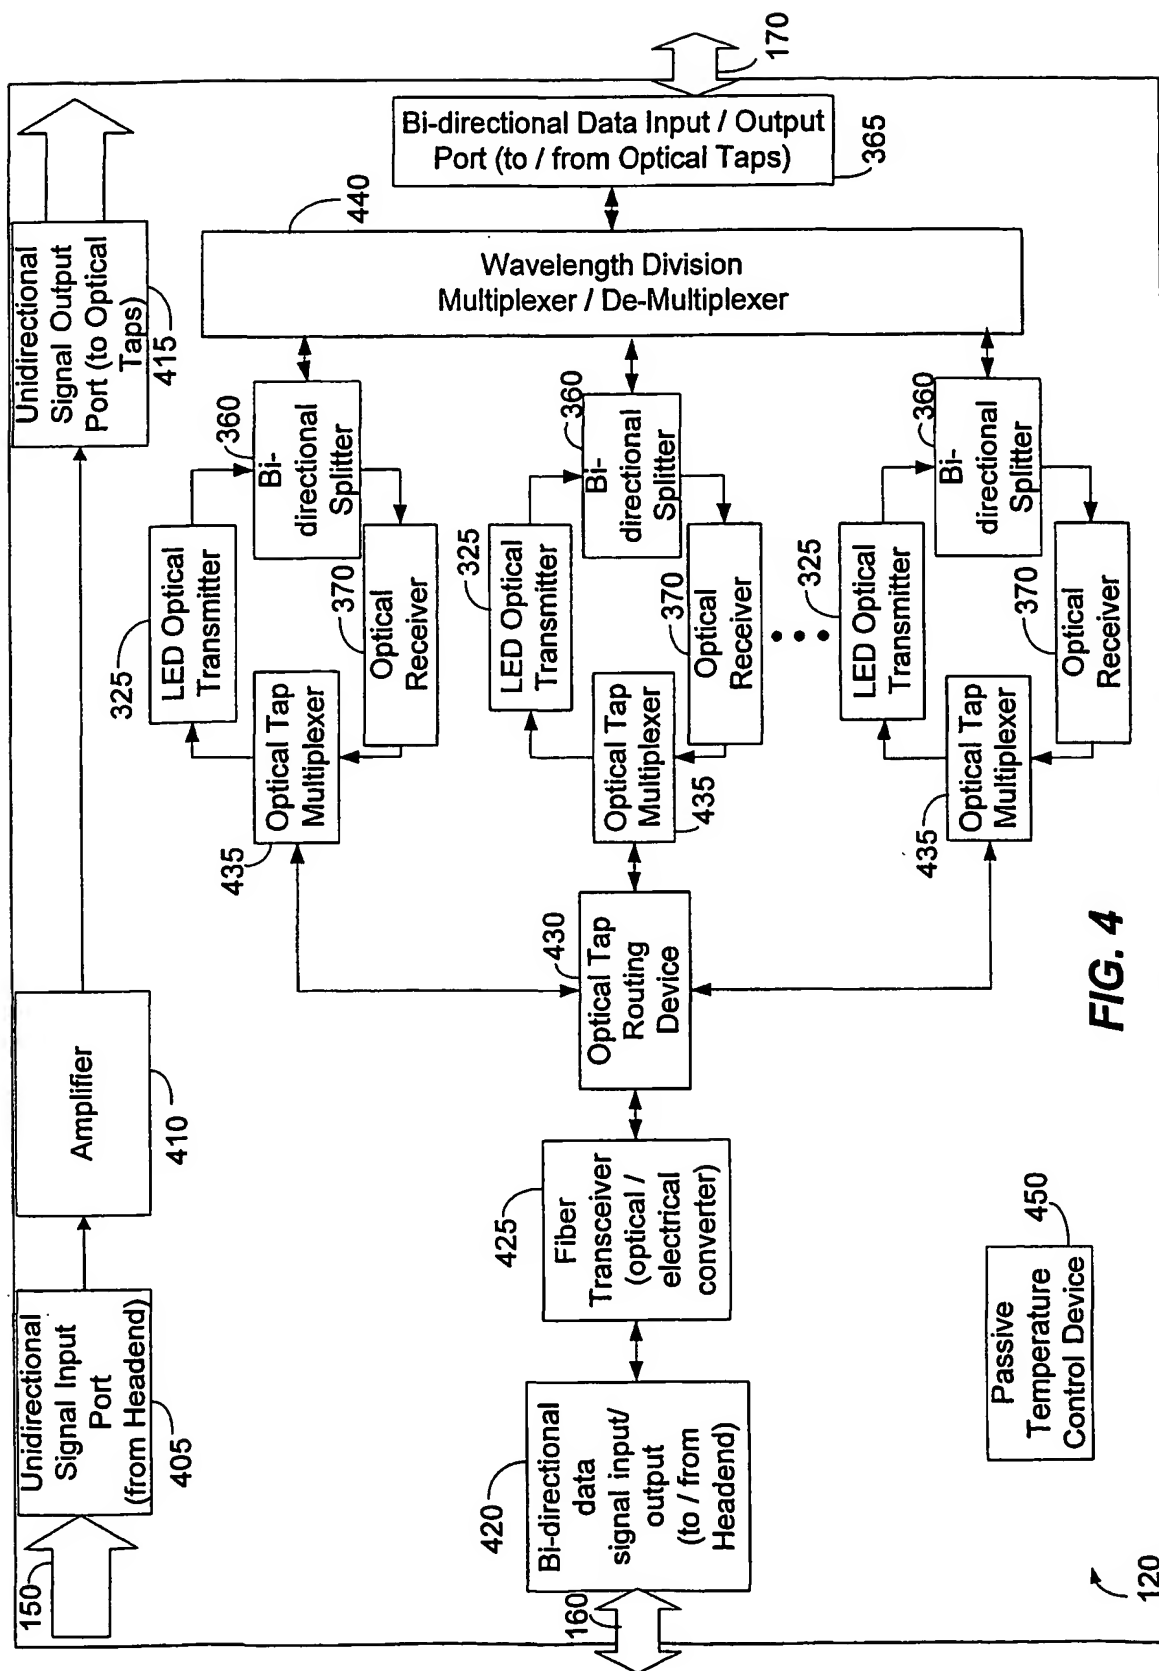 150
Unidirectional
Signal Input
Port
(from Headend)
405
Amplifier
410
Unidirectional
Signal Output
Port (to Optical
Taps)
415
160
Bi-directional
data
signal input/
output
(to / from
Headend)
420
Fiber
Transceiver
(optical /
electrical
converter)
425
Optical Tap
Routing
Device
430
Optical Tap
Multiplexer
435
LED Optical
Transmitter
325
Optical
Receiver
370
Bi-
directional
Splitter
360
Optical Tap
Multiplexer
435
LED Optical
Transmitter
325
Optical
Receiver
370
Bi-
directional
Splitter
360
Optical Tap
Multiplexer
435
LED Optical
Transmitter
325
Optical
Receiver
370
Bi-
directional
Splitter
360
Wavelength Division
Multiplexer / De-Multiplexer
440
Bi-directional Data Input / Output
Port (to / from Optical Taps)
365
170
Passive
Temperature
Control Device
450
120
FIG. 4